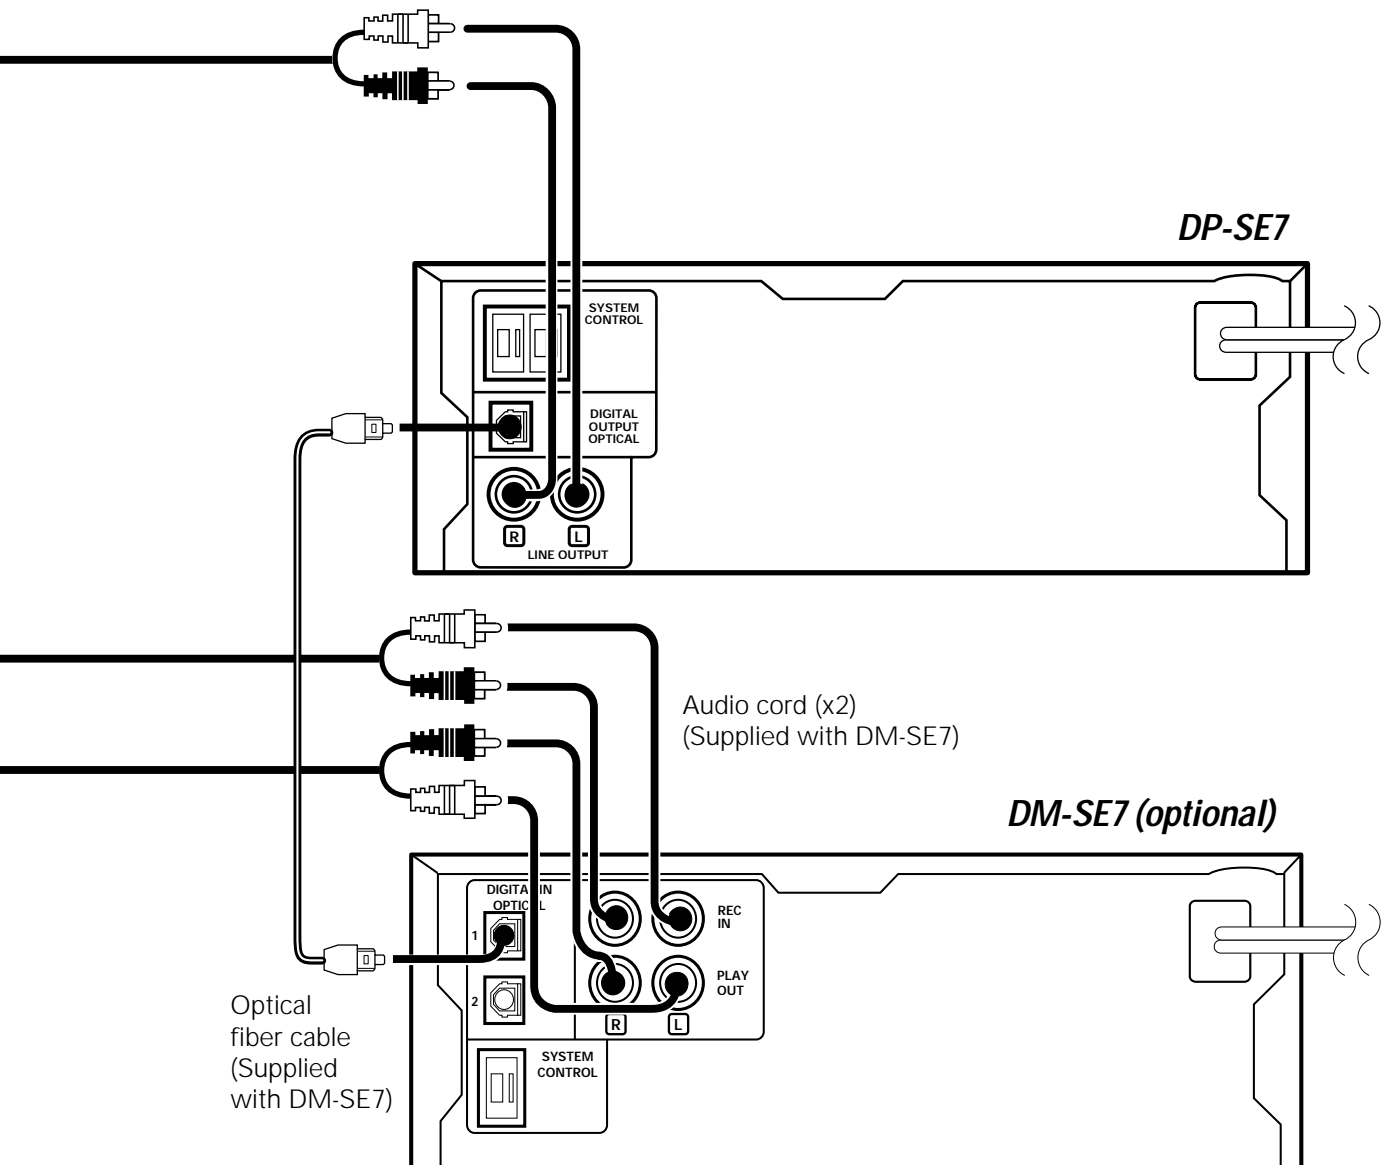 DP-SE7
SYSTEM
CONTROL
DIGITAL
OUTPUT
OPTICAL
R
L
LINE OUTPUT
Audio cord (x2)
(Supplied with DM-SE7)
DM-SE7 (optional)
DIGITAL IN
OPTICAL
1
REC
IN
2
PLAY
OUT
R
L
SYSTEM
CONTROL
Optical
fiber cable
(Supplied
with DM-SE7)